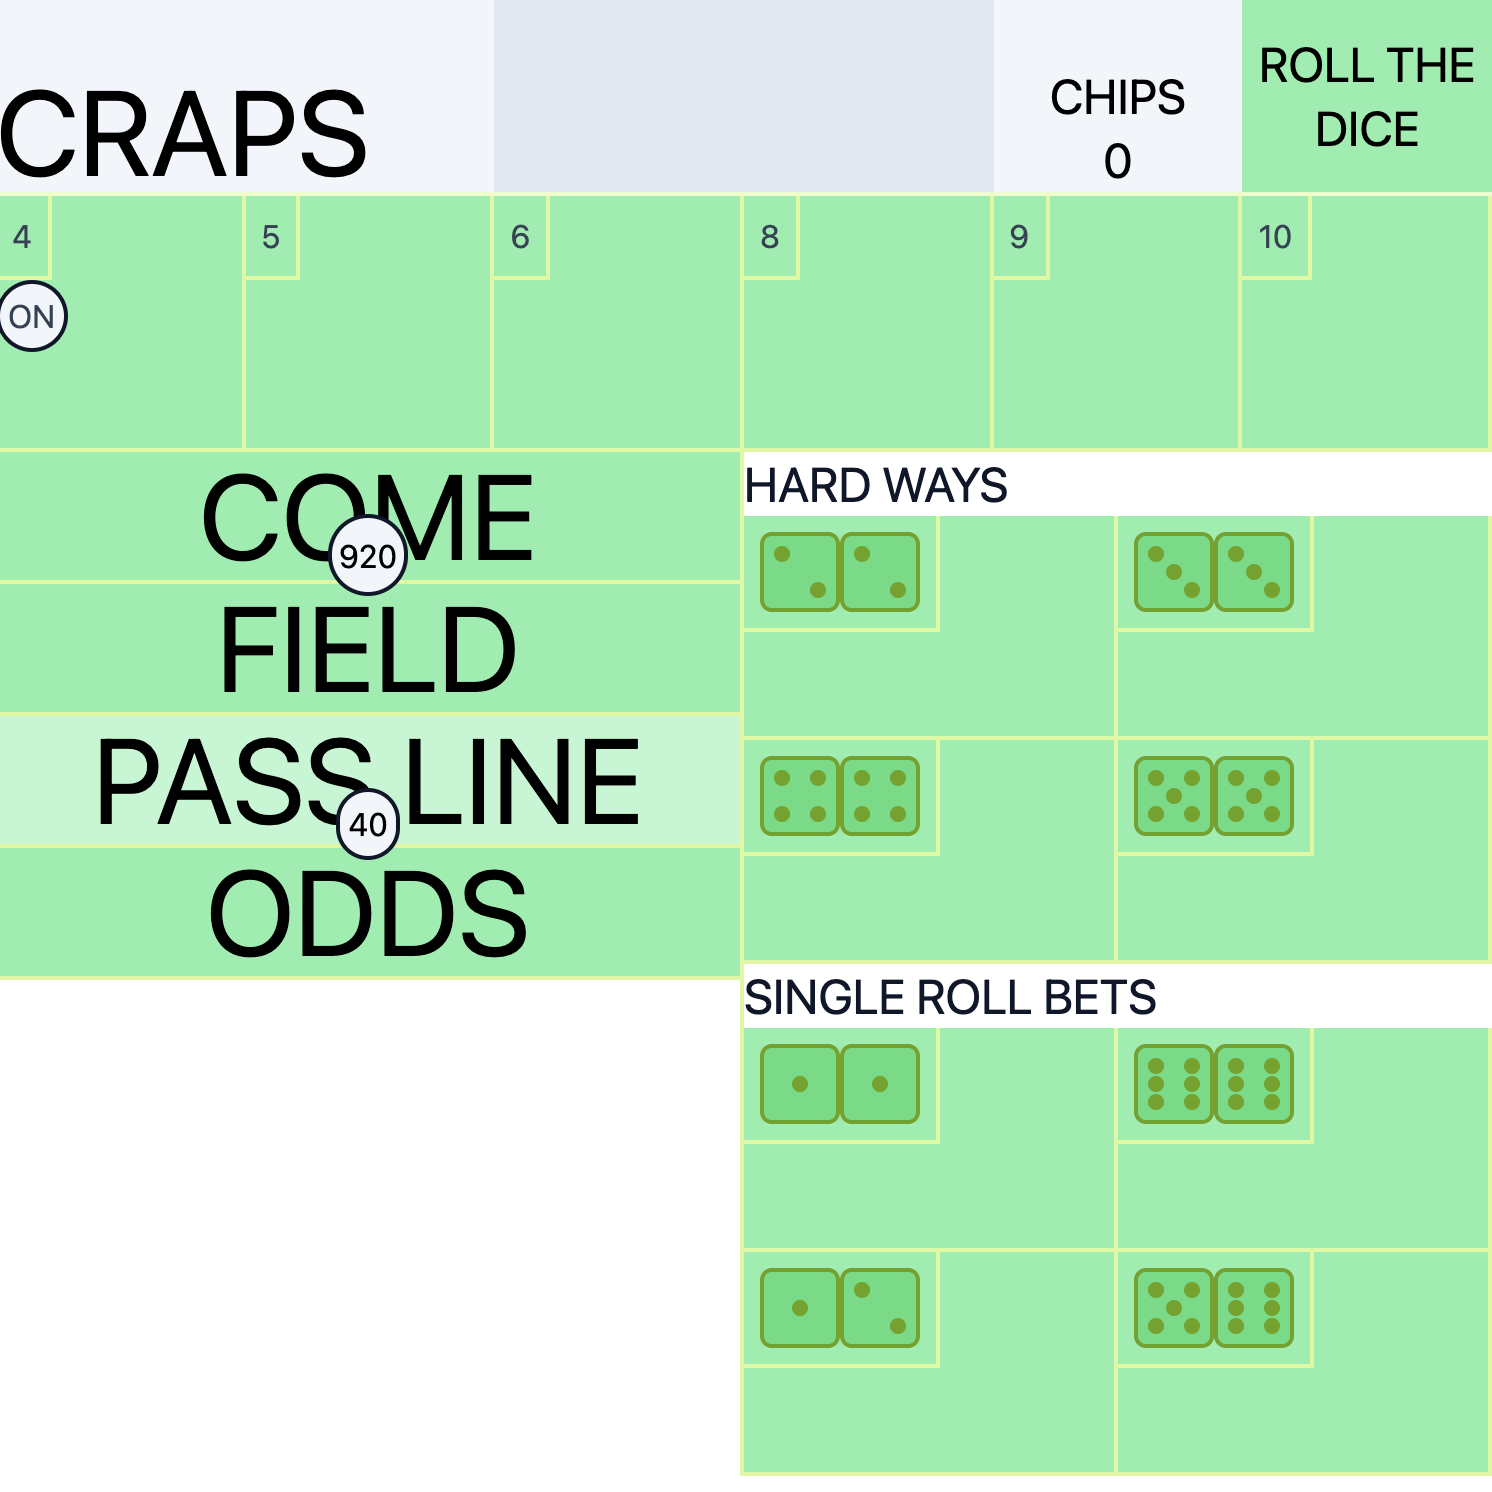 CRAPS
CHIPS
0
ROLL THE
DICE
4
5
6
8
9
10
ON
COME
920
FIELD
PASS LINE
40
ODDS
HARD WAYS
SINGLE ROLL BETS